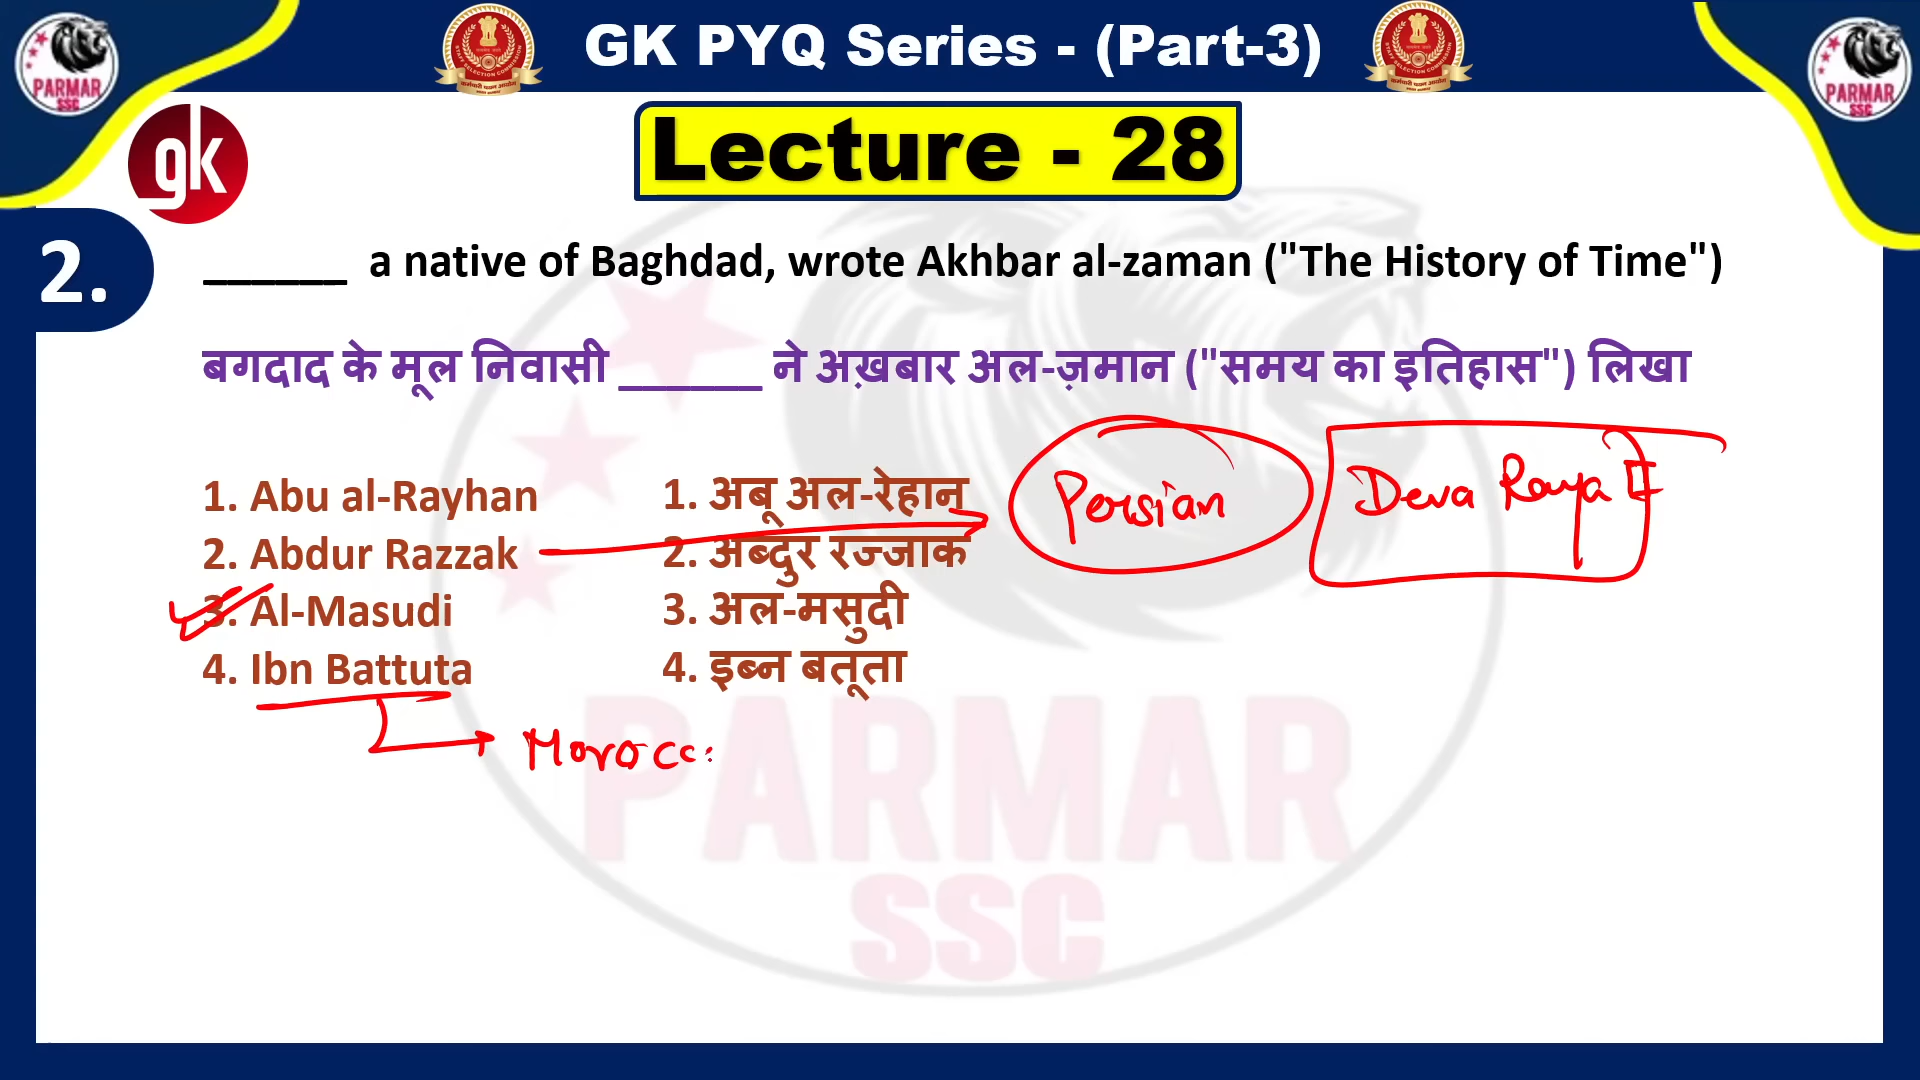 PARMAR
SSC
GK PYQ Series - (Part-3)
PARMAR
SSC
gk
Lecture - 28
2.
______ a native of Baghdad, wrote Akhbar al-zaman ("The History of Time")
बगदाद के मूल निवासी ______ ने अख़बार अल-ज़मान ("समय का इतिहास") लिखा
1. Abu al-Rayhan
1. अबू अल-रेहान
Persian
Deva Raya II
2. Abdur Razzak
2. अब्दुर रज्जाक
3. Al-Masudi
3. अल-मसुदी
4. Ibn Battuta
4. इब्न बतूता
Morocc
PARMAR
SSC